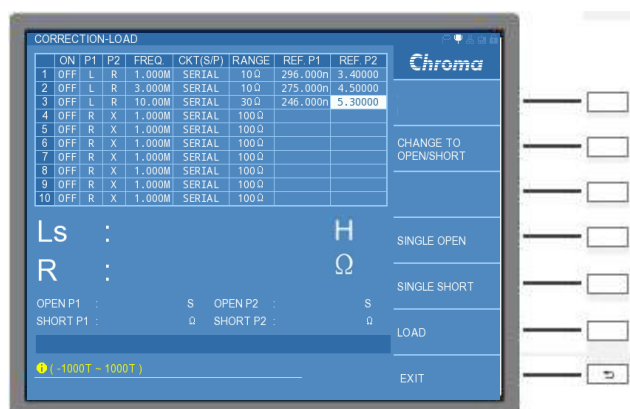 CORRECTION-LOAD
Chroma
ON P1 P2 FREQ. CKT(S/P) RANGE REF. P1 REF. P2
1 OFF L R 1.000M SERIAL 10Ω 296.000n 3.40000
2 OFF L R 3.000M SERIAL 10Ω 275.000n 4.50000
3 OFF L R 10.00M SERIAL 30Ω 246.000n 5.30000
4 OFF R X 1.000M SERIAL 100Ω
5 OFF R X 1.000M SERIAL 100Ω
6 OFF R X 1.000M SERIAL 100Ω
7 OFF R X 1.000M SERIAL 100Ω
8 OFF R X 1.000M SERIAL 100Ω
9 OFF R X 1.000M SERIAL 100Ω
10 OFF R X 1.000M SERIAL 100Ω
CHANGE TO
OPEN/SHORT
Ls : H
SINGLE OPEN
R : Ω
SINGLE SHORT
OPEN P1 : S OPEN P2 : S
SHORT P1 : Ω SHORT P2 : Ω
LOAD
( -1000T ~ 1000T )
EXIT